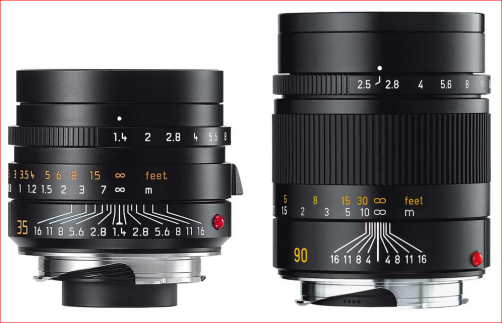 1.4 2 2.8 4 5.6 8
3 3.5 4 5 6 8 15 ∞ feet
1 1.2 1.5 2 3 7 ∞ m
35 16 11 8 5.6 2.8 1.4 2.8 5.6 8 11 16
2.5 2.8 4 5.6 8
5 8 15 30 ∞ feet
1.5 2 3 5 10 ∞ m
90 16 11 8 4 4 8 11 16